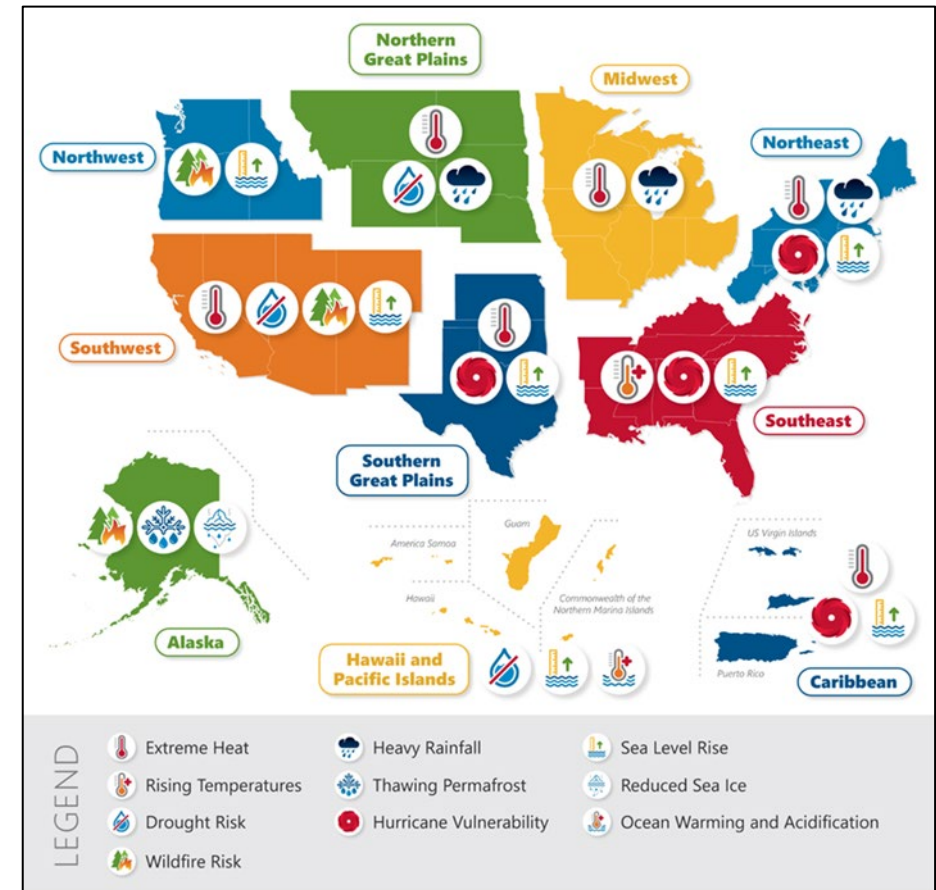 Northern
Great Plains
Midwest
Northwest
Northeast
Southwest
Southeast
Southern
Great Plains
Guam
America Samoa
US Virgin Islands
Hawaii
Commonwealth of the
Northern Marina Islands
Alaska
Hawaii and
Pacific Islands
Puerto Rico
Caribbean
LEGEND
Extreme Heat
Heavy Rainfall
Sea Level Rise
Rising Temperatures
Thawing Permafrost
Reduced Sea Ice
Drought Risk
Hurricane Vulnerability
Ocean Warming and Acidification
Wildfire Risk